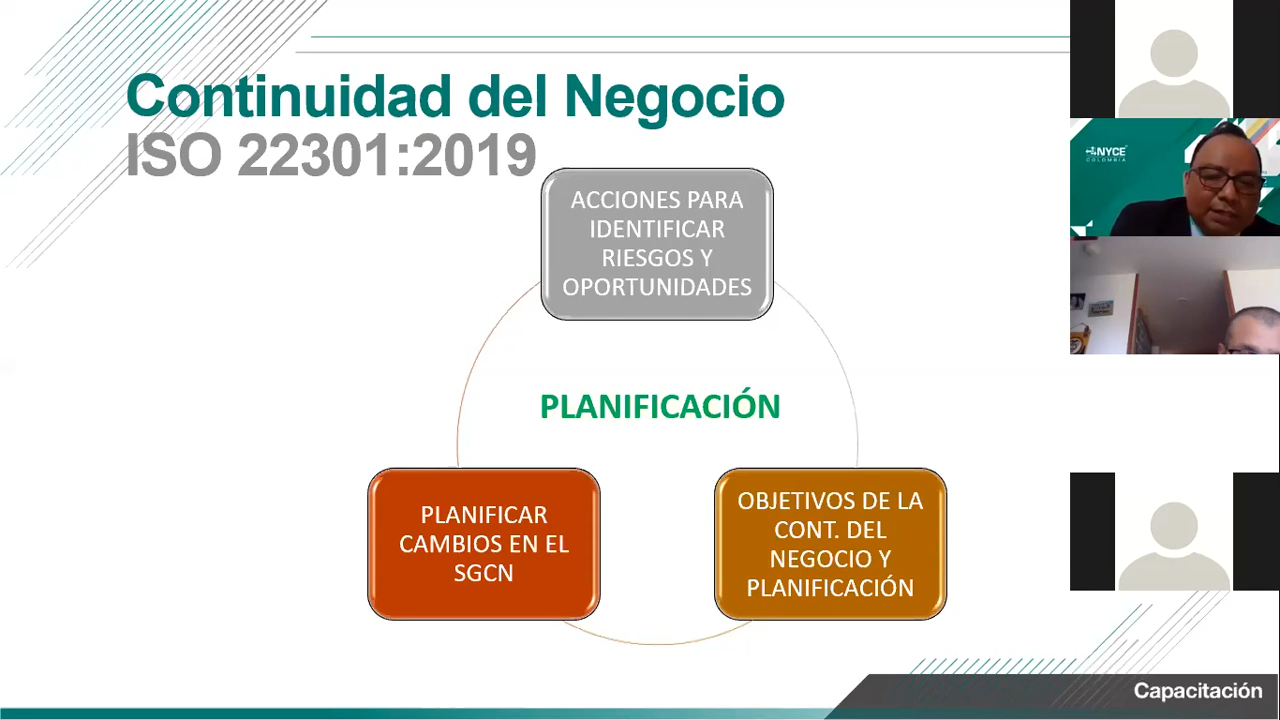 Continuidad del Negocio
ISO 22301:2019
ACCIONES PARA
IDENTIFICAR
RIESGOS Y
OPORTUNIDADES
PLANIFICACIÓN
PLANIFICAR
CAMBIOS EN EL
SGCN
OBJETIVOS DE LA
CONT. DEL
NEGOCIO Y
PLANIFICACIÓN
NYCE
COLOMBIA
Capacitación